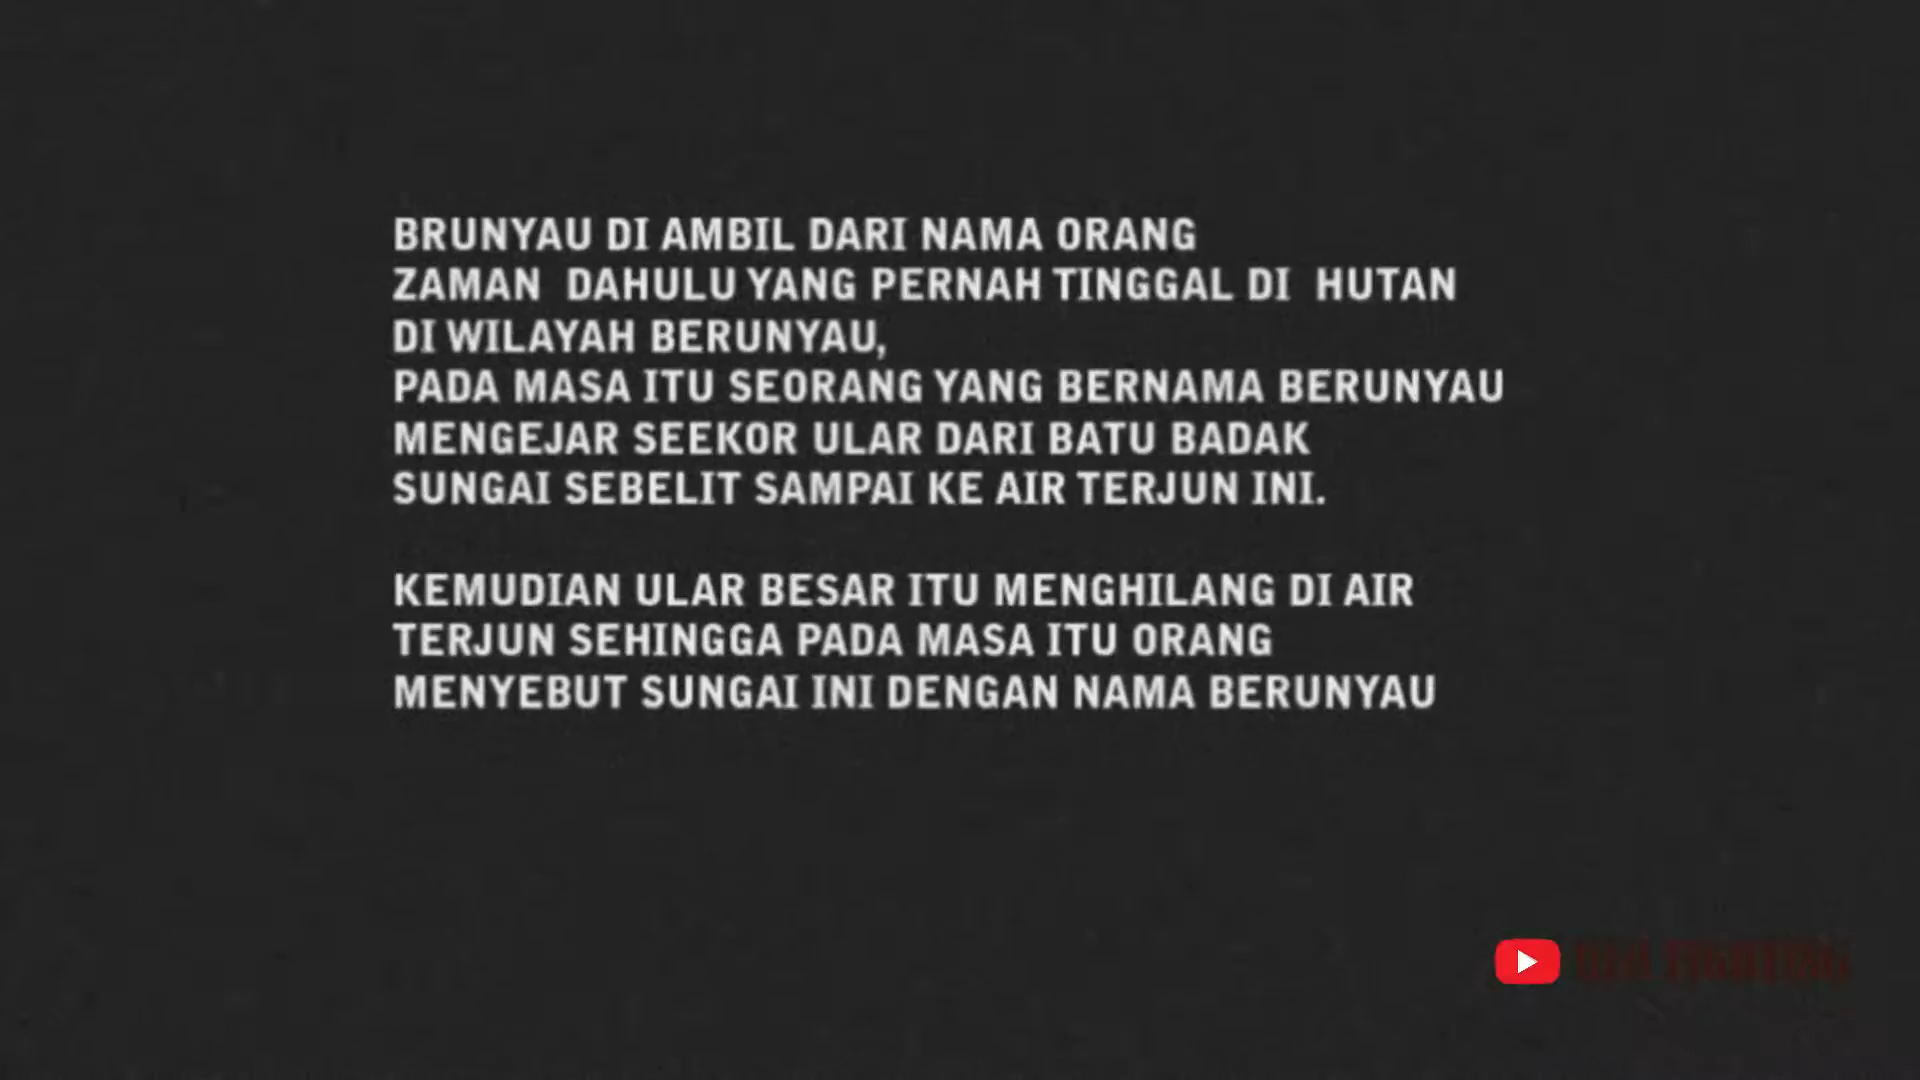 BRUNYAU DI AMBIL DARI NAMA ORANG
ZAMAN DAHULU YANG PERNAH TINGGAL DI HUTAN
DI WILAYAH BERUNYAU,
PADA MASA ITU SEORANG YANG BERNAMA BERUNYAU
MENGEJAR SEEKOR ULAR DARI BATU BADAK
SUNGAI SEBELIT SAMPAI KE AIR TERJUN INI.
KEMUDIAN ULAR BESAR ITU MENGHILANG DI AIR
TERJUN SEHINGGA PADA MASA ITU ORANG
MENYEBUT SUNGAI INI DENGAN NAMA BERUNYAU